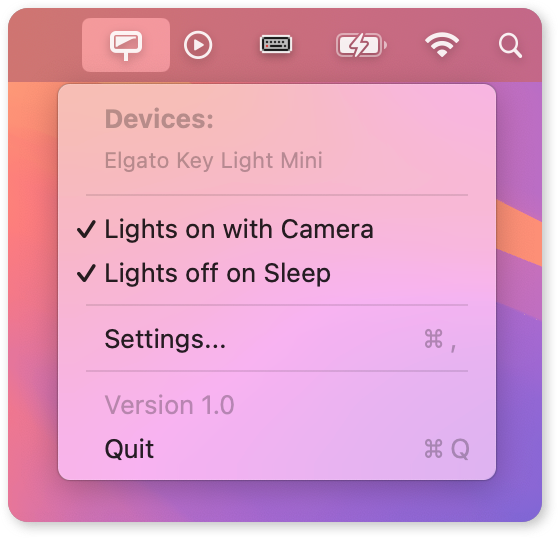 Devices:
Elgato Key Light Mini
✓ Lights on with Camera
✓ Lights off on Sleep
Settings... ⌘ ,
Version 1.0
Quit ⌘ Q